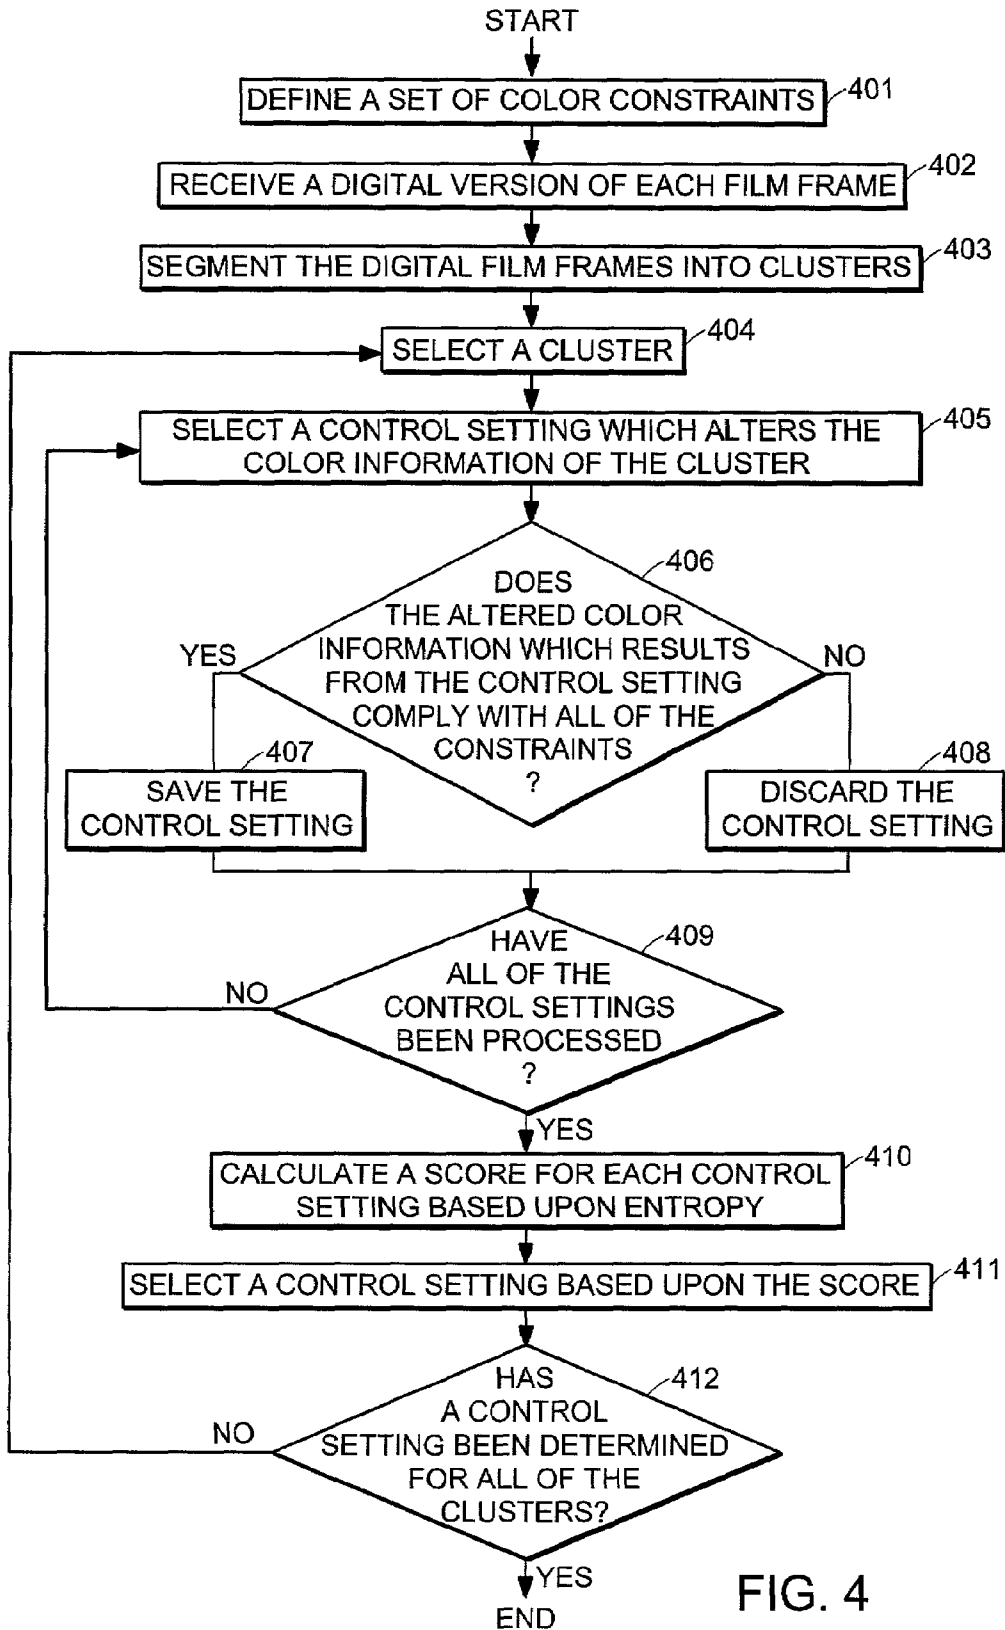 START
DEFINE A SET OF COLOR CONSTRAINTS
401
RECEIVE A DIGITAL VERSION OF EACH FILM FRAME
402
SEGMENT THE DIGITAL FILM FRAMES INTO CLUSTERS
403
SELECT A CLUSTER
404
SELECT A CONTROL SETTING WHICH ALTERS THE
COLOR INFORMATION OF THE CLUSTER
405
406
DOES
THE ALTERED COLOR
INFORMATION WHICH RESULTS
FROM THE CONTROL SETTING
COMPLY WITH ALL OF THE
CONSTRAINTS
?
YES
NO
407
SAVE THE
CONTROL SETTING
408
DISCARD THE
CONTROL SETTING
409
HAVE
ALL OF THE
CONTROL SETTINGS
BEEN PROCESSED
?
NO
YES
CALCULATE A SCORE FOR EACH CONTROL
SETTING BASED UPON ENTROPY
410
SELECT A CONTROL SETTING BASED UPON THE SCORE
411
412
HAS
A CONTROL
SETTING BEEN DETERMINED
FOR ALL OF THE
CLUSTERS?
NO
YES
END
FIG. 4